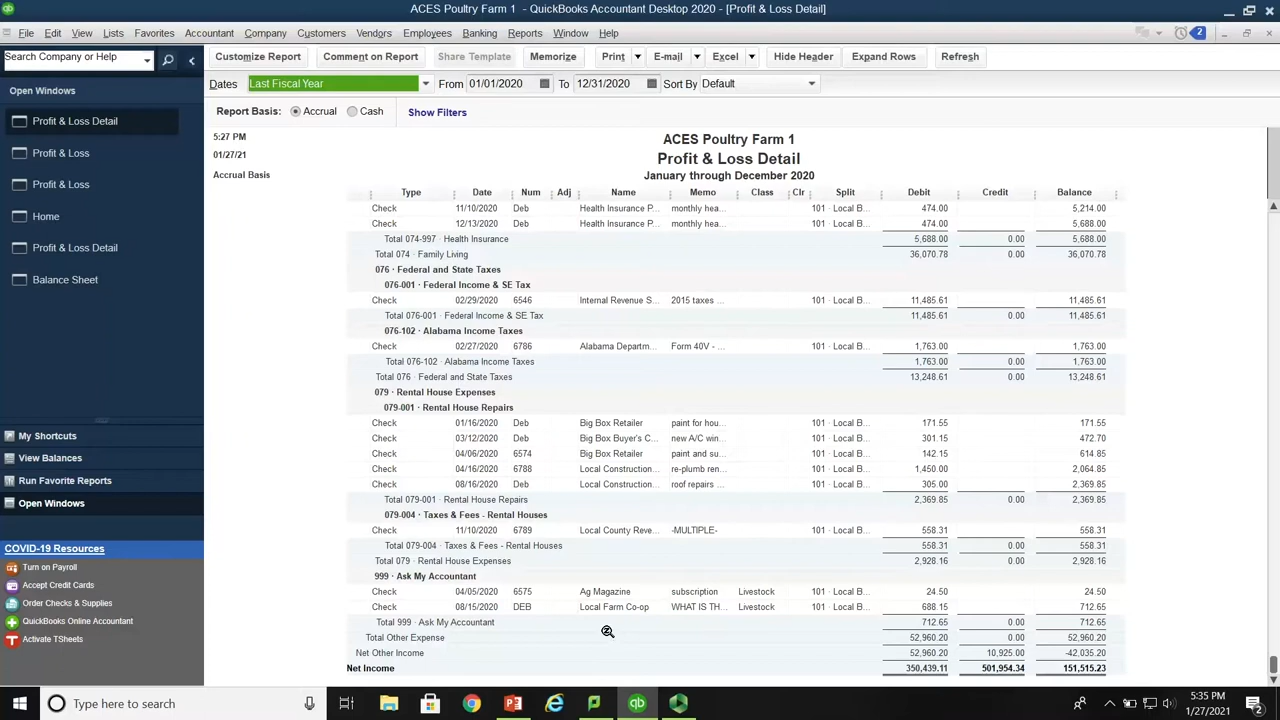 ACES Poultry Farm 1 - QuickBooks Accountant Desktop 2020 - [Profit & Loss Detail]
File Edit View Lists Favorites Accountant Company Customers Vendors Employees Banking Reports Window Help 2
Search Company or Help
Customize Report Comment on Report Share Template Memorize Print E-mail Excel Hide Header Expand Rows Refresh
Open Windows
Dates Last Fiscal Year From 01/01/2020 To 12/31/2020 Sort By Default
Report Basis: Accrual Cash Show Filters
Profit & Loss Detail
Profit & Loss
Profit & Loss
Home
Profit & Loss Detail
Balance Sheet
My Shortcuts
View Balances
Run Favorite Reports
Open Windows
COVID-19 Resources
Turn on Payroll
Accept Credit Cards
Order Checks & Supplies
QuickBooks Online Accountant
Activate TSheets
5:27 PM
01/27/21
Accrual Basis
ACES Poultry Farm 1
Profit & Loss Detail
January through December 2020
Type Date Num Adj Name Memo Class Clr Split Debit Credit Balance
Check 11/10/2020 Deb Health Insurance P... monthly hea... 101 · Local B... 474.00 5,214.00
Check 12/13/2020 Deb Health Insurance P... monthly hea... 101 · Local B... 474.00 5,688.00
Total 074-997 · Health Insurance 5,688.00 0.00 5,688.00
Total 074 · Family Living 36,070.78 0.00 36,070.78
076 · Federal and State Taxes
076-001 · Federal Income & SE Tax
Check 02/29/2020 6546 Internal Revenue S... 2015 taxes ... 101 · Local B... 11,485.61 11,485.61
Total 076-001 · Federal Income & SE Tax 11,485.61 0.00 11,485.61
076-102 · Alabama Income Taxes
Check 02/27/2020 6786 Alabama Departm... Form 40V - ... 101 · Local B... 1,763.00 1,763.00
Total 076-102 · Alabama Income Taxes 1,763.00 0.00 1,763.00
Total 076 · Federal and State Taxes 13,248.61 0.00 13,248.61
079 · Rental House Expenses
079-001 · Rental House Repairs
Check 01/16/2020 Deb Big Box Retailer paint for hou... 101 · Local B... 171.55 171.55
Check 03/12/2020 Deb Big Box Buyer's C... new A/C win... 101 · Local B... 301.15 472.70
Check 04/06/2020 6574 Big Box Retailer paint and su... 101 · Local B... 142.15 614.85
Check 04/16/2020 6788 Local Construction... re-plumb ren... 101 · Local B... 1,450.00 2,064.85
Check 08/16/2020 Deb Local Construction... roof repairs ... 101 · Local B... 305.00 2,369.85
Total 079-001 · Rental House Repairs 2,369.85 0.00 2,369.85
079-004 · Taxes & Fees - Rental Houses
Check 11/10/2020 6789 Local County Reve... -MULTIPLE- 101 · Local B... 558.31 558.31
Total 079-004 · Taxes & Fees - Rental Houses 558.31 0.00 558.31
Total 079 · Rental House Expenses 2,928.16 0.00 2,928.16
999 · Ask My Accountant
Check 04/05/2020 6575 Ag Magazine subscription Livestock 101 · Local B... 24.50 24.50
Check 08/15/2020 DEB Local Farm Co-op WHAT IS TH... Livestock 101 · Local B... 688.15 712.65
Total 999 · Ask My Accountant 712.65 0.00 712.65
Total Other Expense 52,960.20 0.00 52,960.20
Net Other Income 52,960.20 10,925.00 -42,035.20
Net Income 350,439.11 501,954.34 151,515.23
Type here to search
5:35 PM
1/27/2021
2